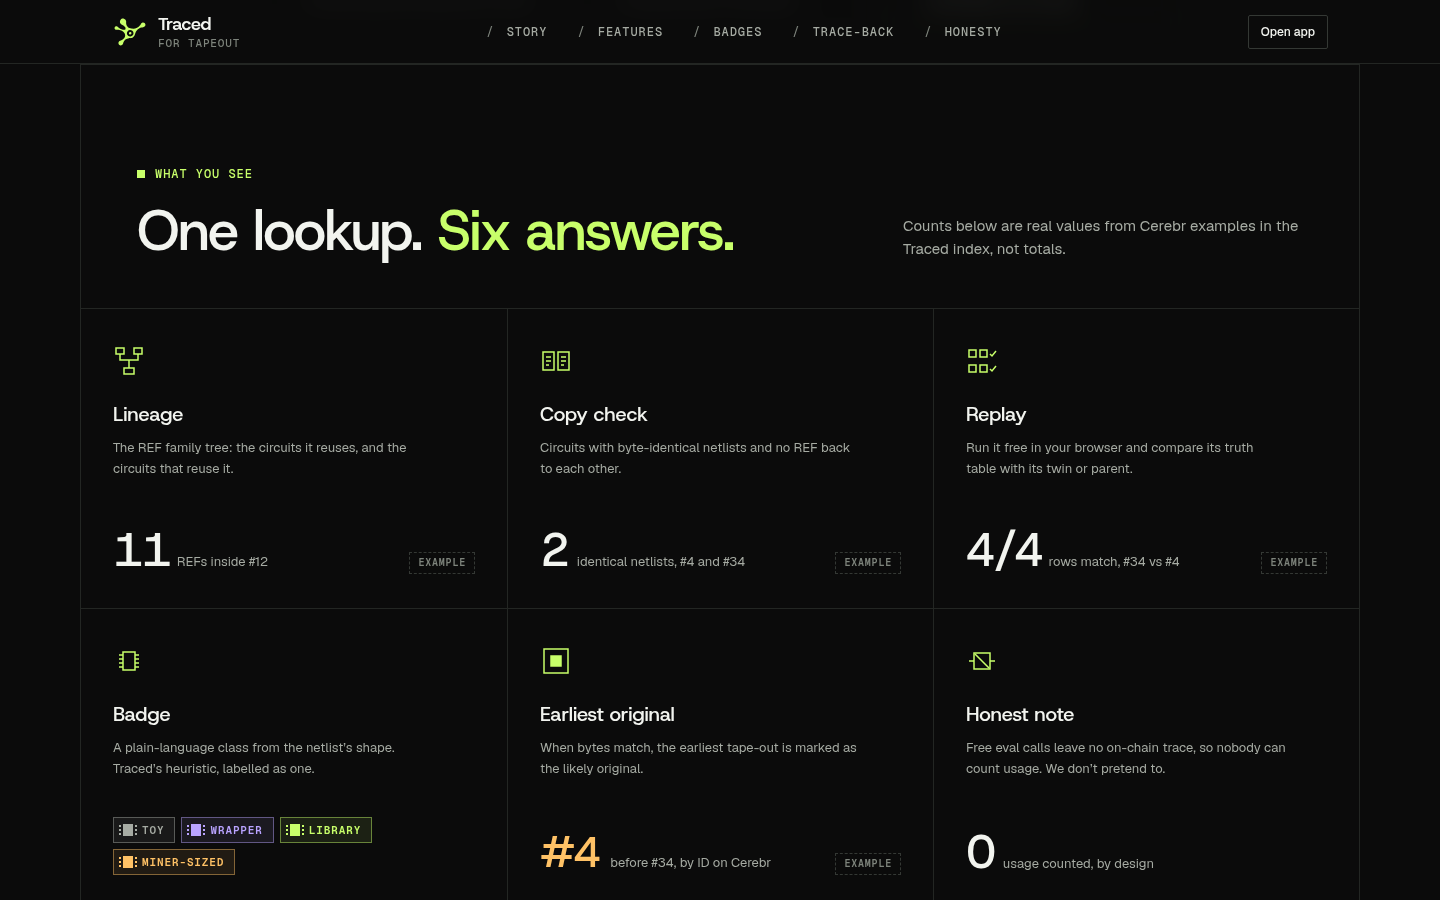 Traced
FOR TAPEOUT
/ STORY / FEATURES / BADGES / TRACE-BACK / HONESTY
Open app
WHAT YOU SEE
One lookup. Six answers.
Counts below are real values from Cerebr examples in the
Traced index, not totals.
Lineage
The REF family tree: the circuits it reuses, and the
circuits that reuse it.
11 REFs inside #12
EXAMPLE
Copy check
Circuits with byte-identical netlists and no REF back
to each other.
2 identical netlists, #4 and #34
EXAMPLE
Replay
Run it free in your browser and compare its truth
table with its twin or parent.
4/4 rows match, #34 vs #4
EXAMPLE
Badge
A plain-language class from the netlist's shape.
Traced's heuristic, labelled as one.
TOY WRAPPER LIBRARY
MINER-SIZED
Earliest original
When bytes match, the earliest tape-out is marked as
the likely original.
#4 before #34, by ID on Cerebr
EXAMPLE
Honest note
Free eval calls leave no on-chain trace, so nobody can
count usage. We don't pretend to.
0 usage counted, by design